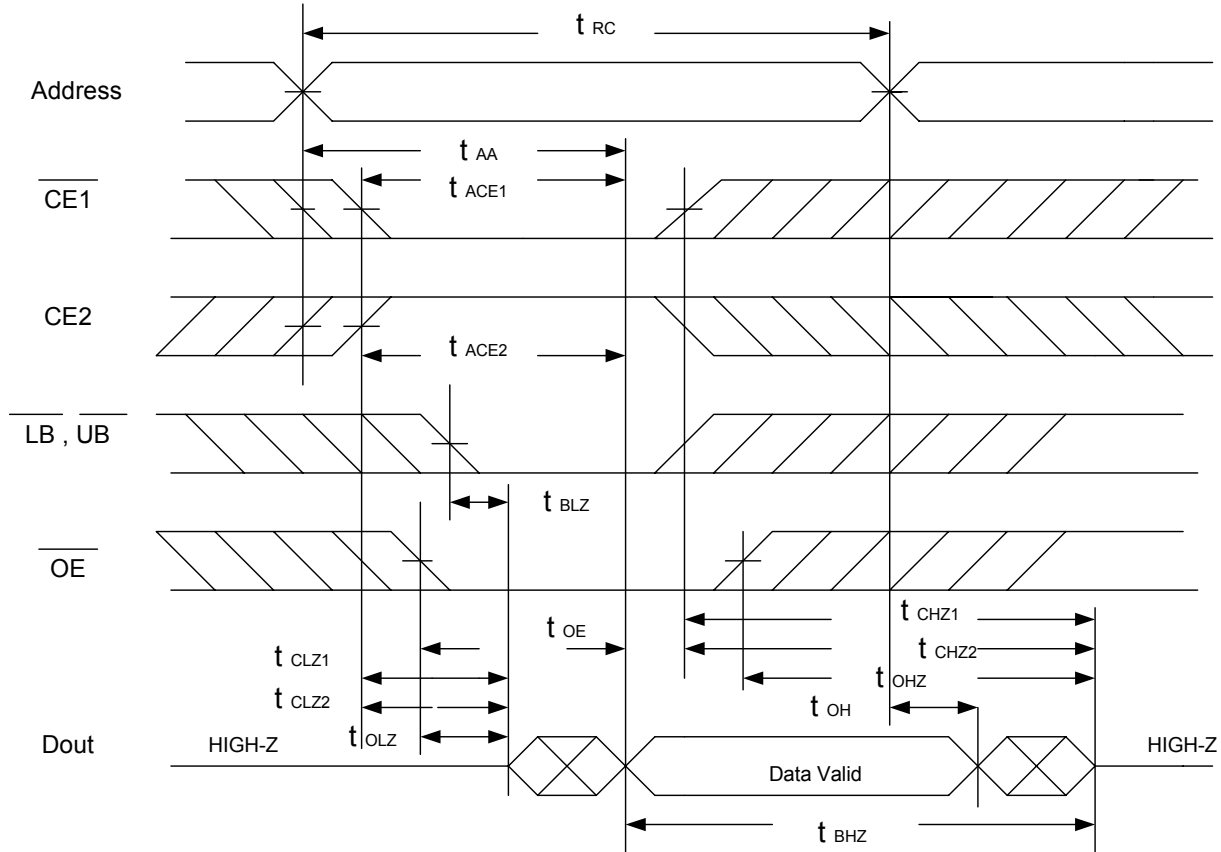 t RC
Address
t AA
t ACE1
CE1
CE2
t ACE2
LB , UB
t BLZ
OE
t CHZ1
t OE
t CHZ2
t CLZ1
t OHZ
t CLZ2
t OH
t OLZ
Dout
HIGH-Z
Data Valid
HIGH-Z
t BHZ